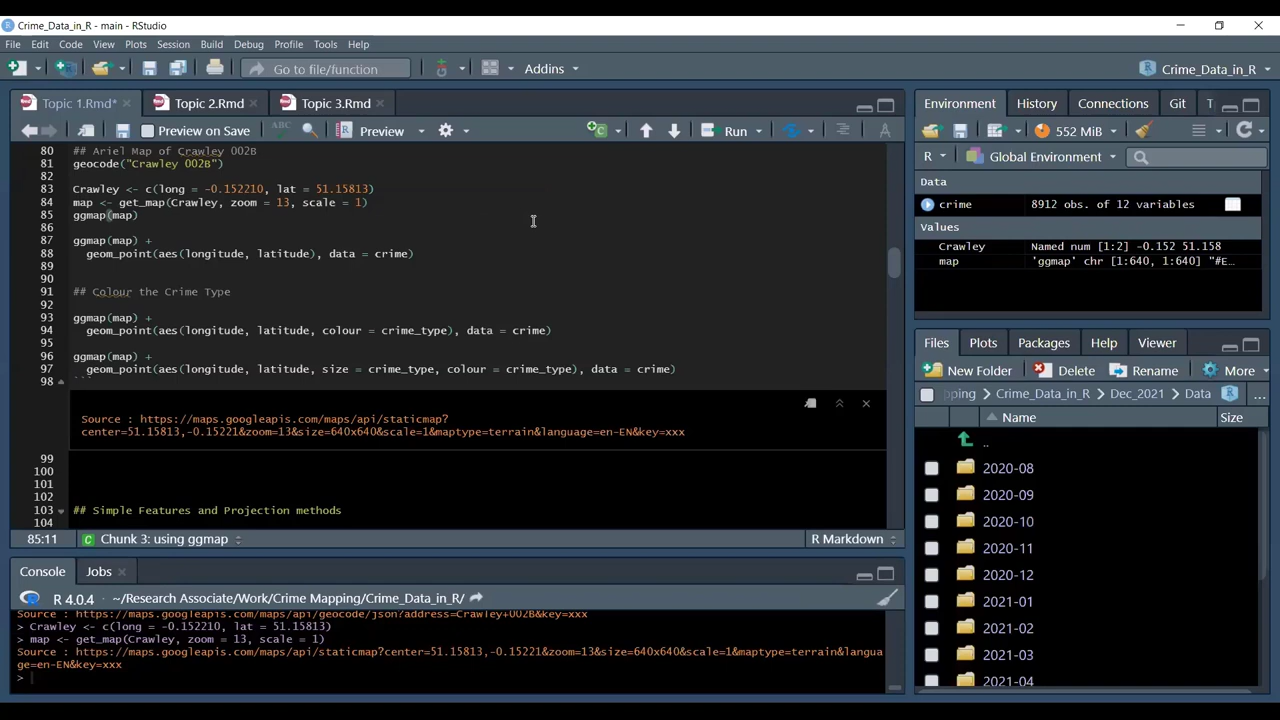 Crime_Data_in_R - main - RStudio
File Edit Code View Plots Session Build Debug Profile Tools Help
Go to file/function Addins Crime_Data_in_R
Topic 1.Rmd* Topic 2.Rmd Topic 3.Rmd
Preview on Save ABC Preview Run
80 ## Ariel Map of Crawley 002B
81 geocode("Crawley 002B")
82
83 Crawley <- c(long = -0.152210, lat = 51.15813)
84 map <- get_map(Crawley, zoom = 13, scale = 1)
85 ggmap(map)
86
87 ggmap(map) +
88 geom_point(aes(longitude, latitude), data = crime)
89
90
91 ## Colour the Crime Type
92
93 ggmap(map) +
94 geom_point(aes(longitude, latitude, colour = crime_type), data = crime)
95
96 ggmap(map) +
97 geom_point(aes(longitude, latitude, size = crime_type, colour = crime_type), data = crime)
98 ```
Source : https://maps.googleapis.com/maps/api/staticmap?
center=51.15813,-0.15221&zoom=13&size=640x640&scale=1&maptype=terrain&language=en-EN&key=xxx
99
100
101
102
103 ## Simple Features and Projection methods
104
85:11 Chunk 3: using ggmap R Markdown
Console Jobs
R 4.0.4 · ~/Research Associate/Work/Crime Mapping/Crime_Data_in_R/
Source : https://maps.googleapis.com/maps/api/geocode/json?address=Crawley+002B&key=xxx
> Crawley <- c(long = -0.152210, lat = 51.15813)
> map <- get_map(Crawley, zoom = 13, scale = 1)
Source : https://maps.googleapis.com/maps/api/staticmap?center=51.15813,-0.15221&zoom=13&size=640x640&scale=1&maptype=terrain&langua
ge=en-EN&key=xxx
>
Environment History Connections Git T
552 MiB
R Global Environment
Data
crime 8912 obs. of 12 variables
Values
Crawley Named num [1:2] -0.152 51.158
map 'ggmap' chr [1:640, 1:640] "#E…
Files Plots Packages Help Viewer
New Folder Delete Rename More
pping Crime_Data_in_R Dec_2021 Data ...
Name Size
..
2020-08
2020-09
2020-10
2020-11
2020-12
2021-01
2021-02
2021-03
2021-04